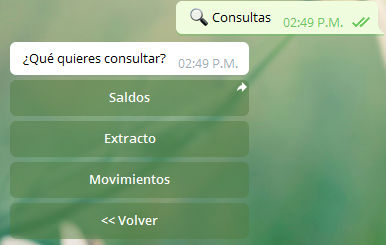 🔍 Consultas 02:49 P.M.
¿Qué quieres consultar? 02:49 P.M.
Saldos
Extracto
Movimientos
<< Volver